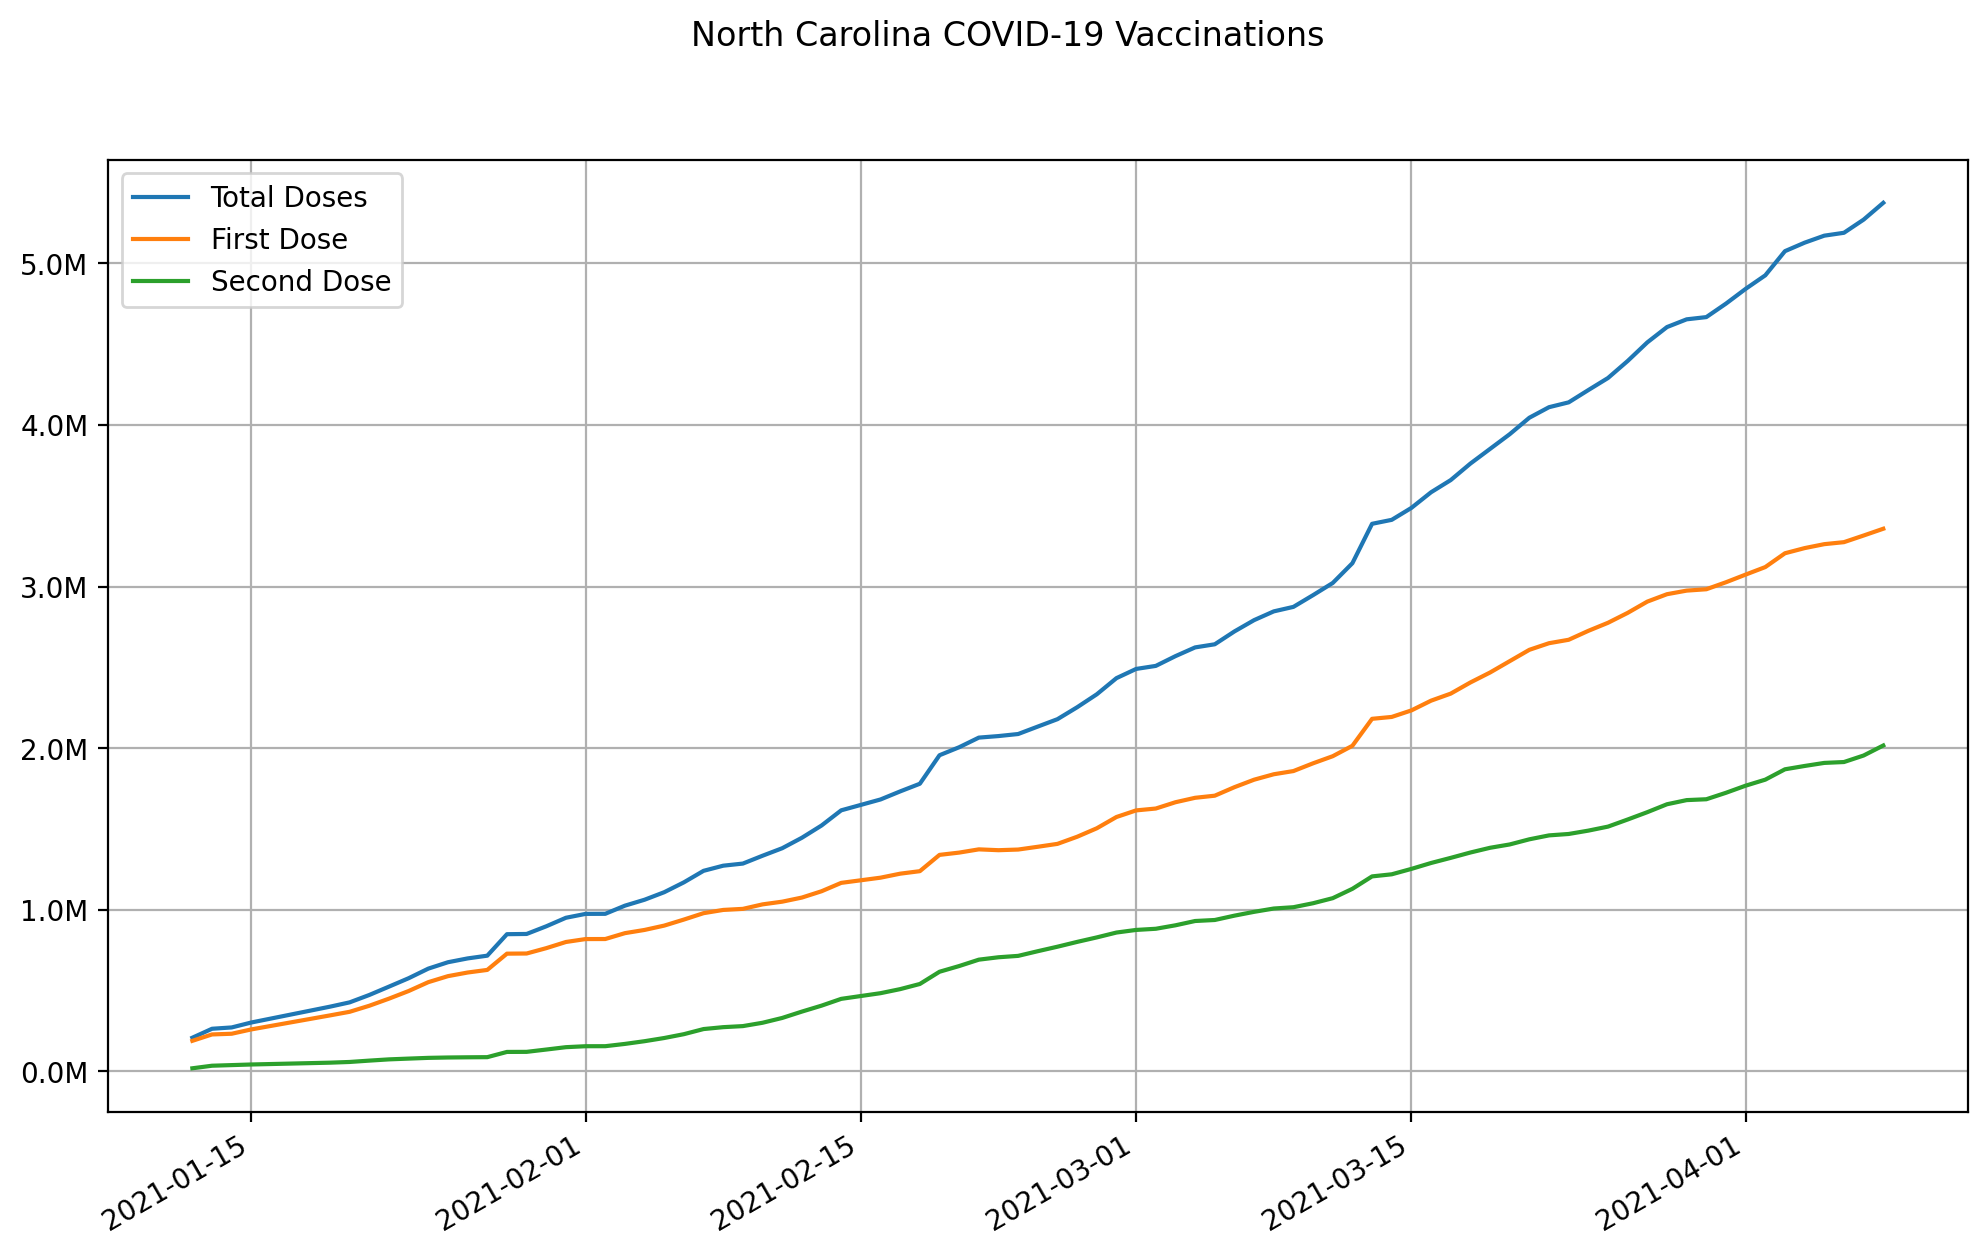 North Carolina COVID-19 Vaccinations
Total Doses
First Dose
Second Dose
5.0M
4.0M
3.0M
2.0M
1.0M
0.0M
2021-01-15
2021-02-01
2021-02-15
2021-03-01
2021-03-15
2021-04-01